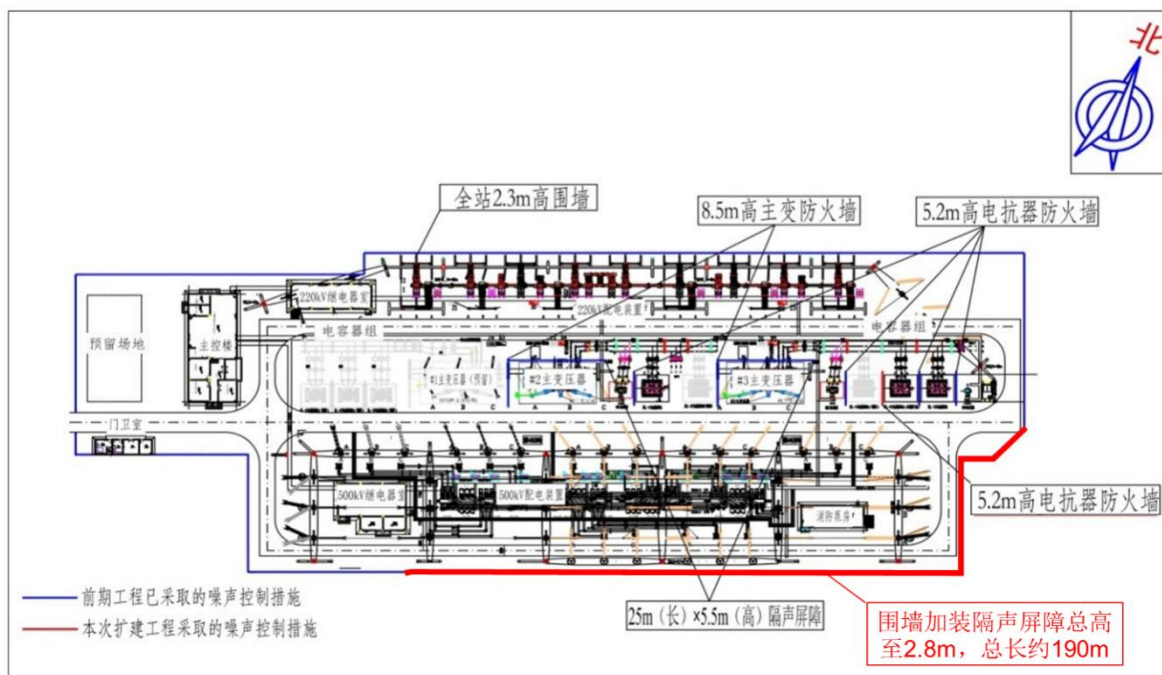 北
全站2.3m高围墙
8.5m高主变防火墙
5.2m高电抗器防火墙
220kV继电器室
220kV配电装置
预留场地
主控楼
电容器组
电容器组
#1主变压器(预留)
#2主变压器
#3主变压器
A B C
A B C
门卫室
500kV继电器室
500kV配电装置
消防泵房
5.2m高电抗器防火墙
前期工程已采取的噪声控制措施
本次扩建工程采取的噪声控制措施
25m(长)×5.5m(高)隔声屏障
围墙加装隔声屏障总高
至2.8m，总长约190m